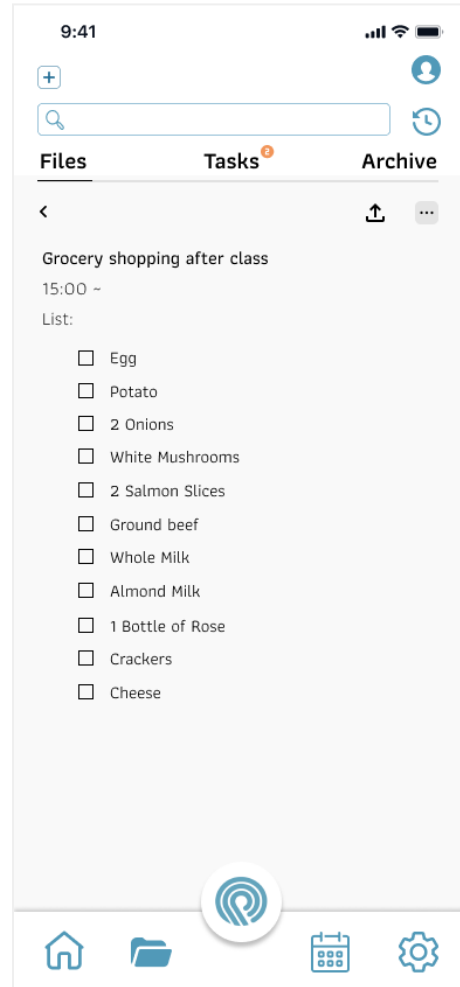 9:41
Files Tasks 2 Archive
Grocery shopping after class
15:00 ~
List:
Egg
Potato
2 Onions
White Mushrooms
2 Salmon Slices
Ground beef
Whole Milk
Almond Milk
1 Bottle of Rose
Crackers
Cheese